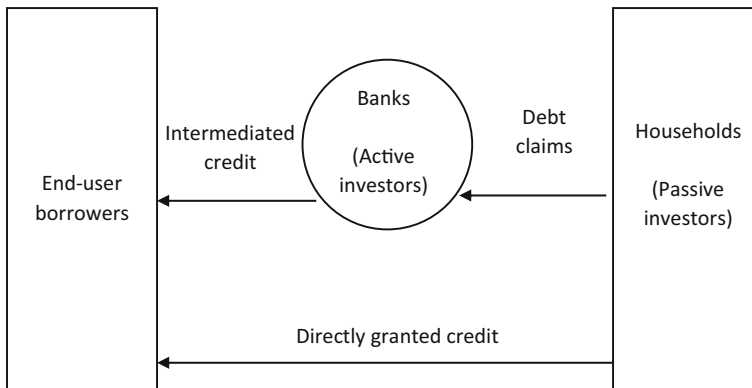 End-user
borrowers
Intermediated
credit
Banks
(Active
investors)
Debt
claims
Households
(Passive
investors)
Directly granted credit